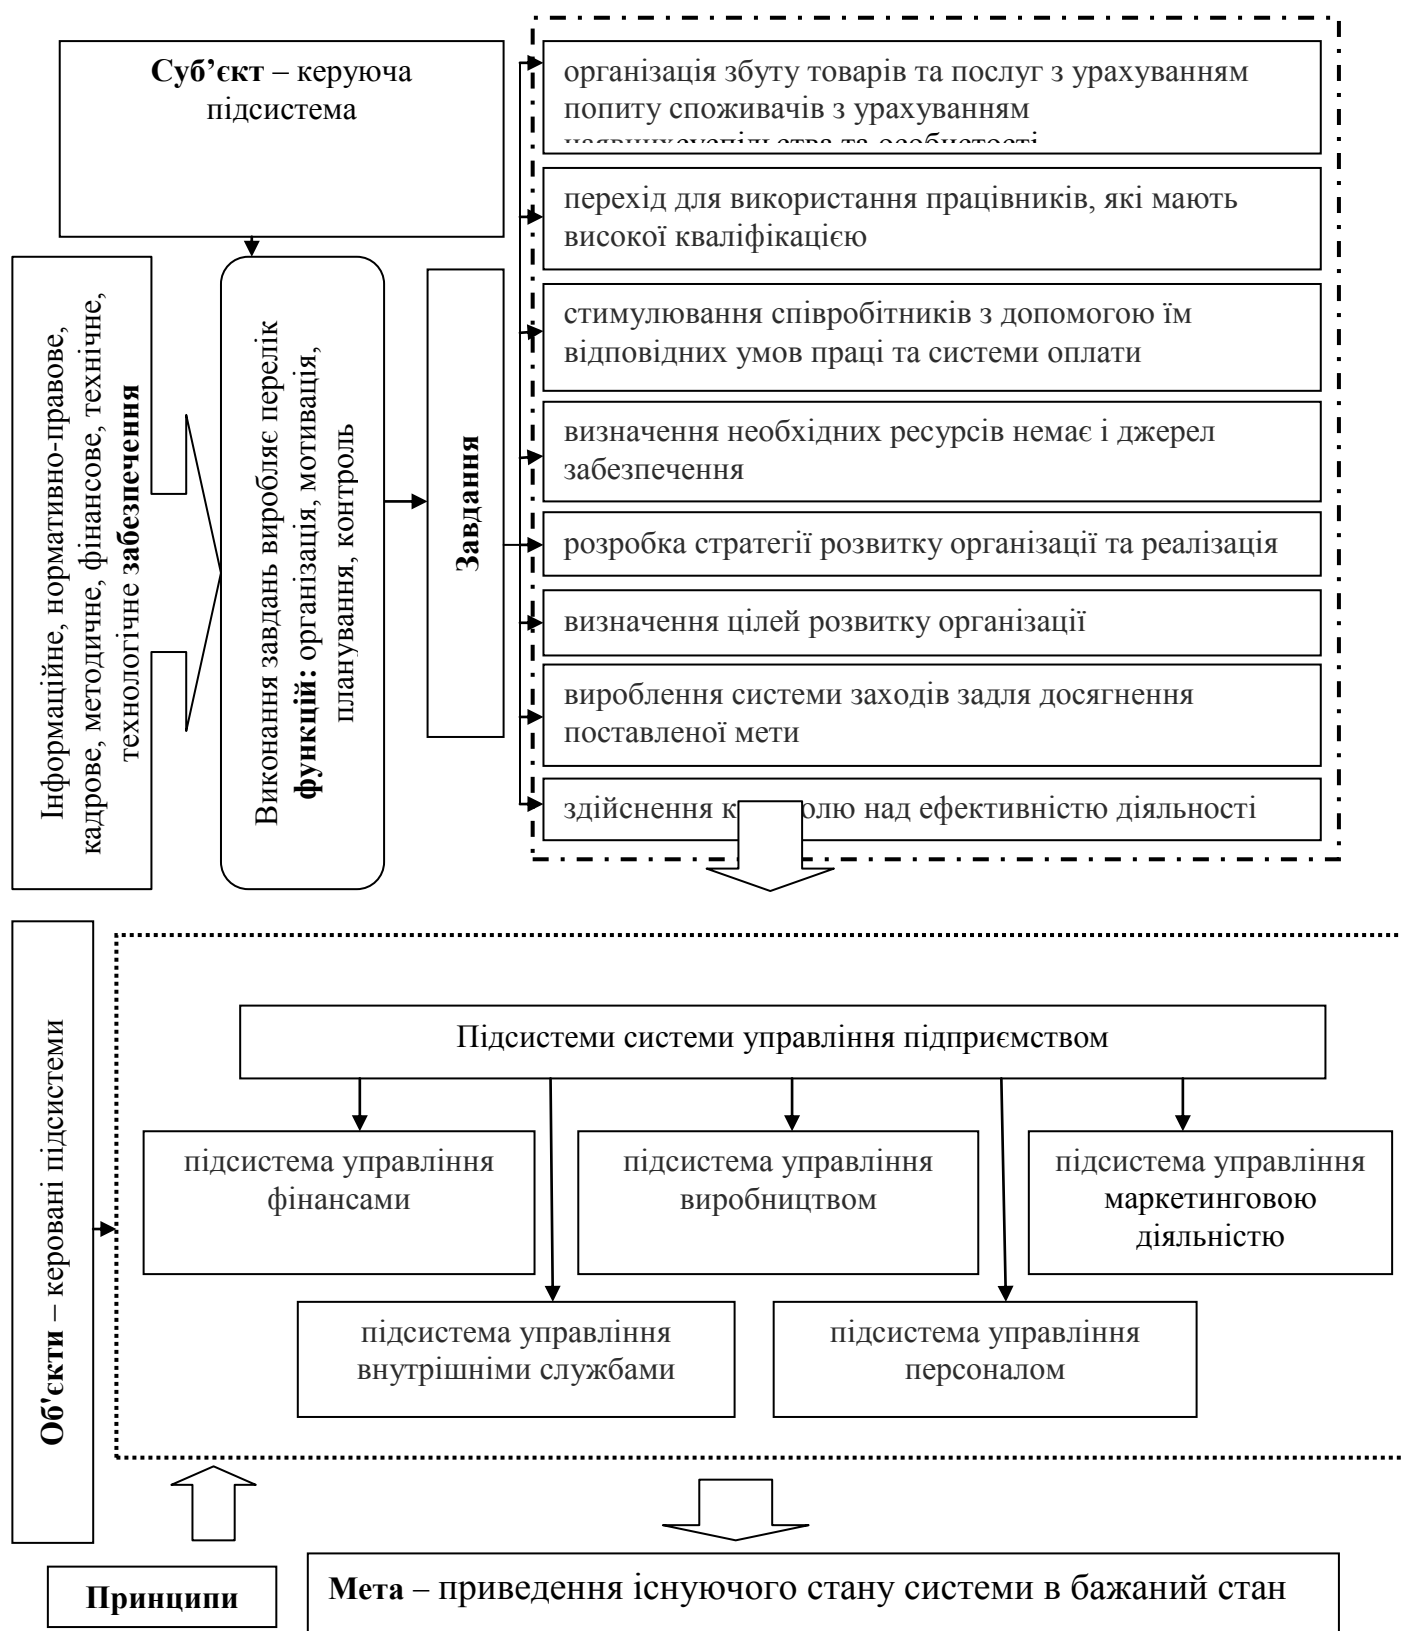 Суб’єкт – керуюча
підсистема
організація збуту товарів та послуг з урахуванням
попиту споживачів з урахуванням
та особистості
перехід для використання працівників, які мають
високої кваліфікацією
стимулювання співробітників з допомогою їм
відповідних умов праці та системи оплати
визначення необхідних ресурсів немає і джерел
забезпечення
розробка стратегії розвитку організації та реалізація
визначення цілей розвитку організації
вироблення системи заходів задля досягнення
поставленої мети
здійснення над ефективністю діяльності
Інформаційне, нормативно-правове,
кадрове, методичне, фінансове, технічне,
технологічне забезпечення
Виконання завдань виробляє перелік
функцій: організація, мотивація,
планування, контроль
Завдання
Об'єкти – керовані підсистеми
Підсистеми системи управління підприємством
підсистема управління
фінансами
підсистема управління
виробництвом
підсистема управління
маркетинговою
діяльністю
підсистема управління
внутрішніми службами
підсистема управління
персоналом
Принципи
Мета – приведення існуючого стану системи в бажаний стан